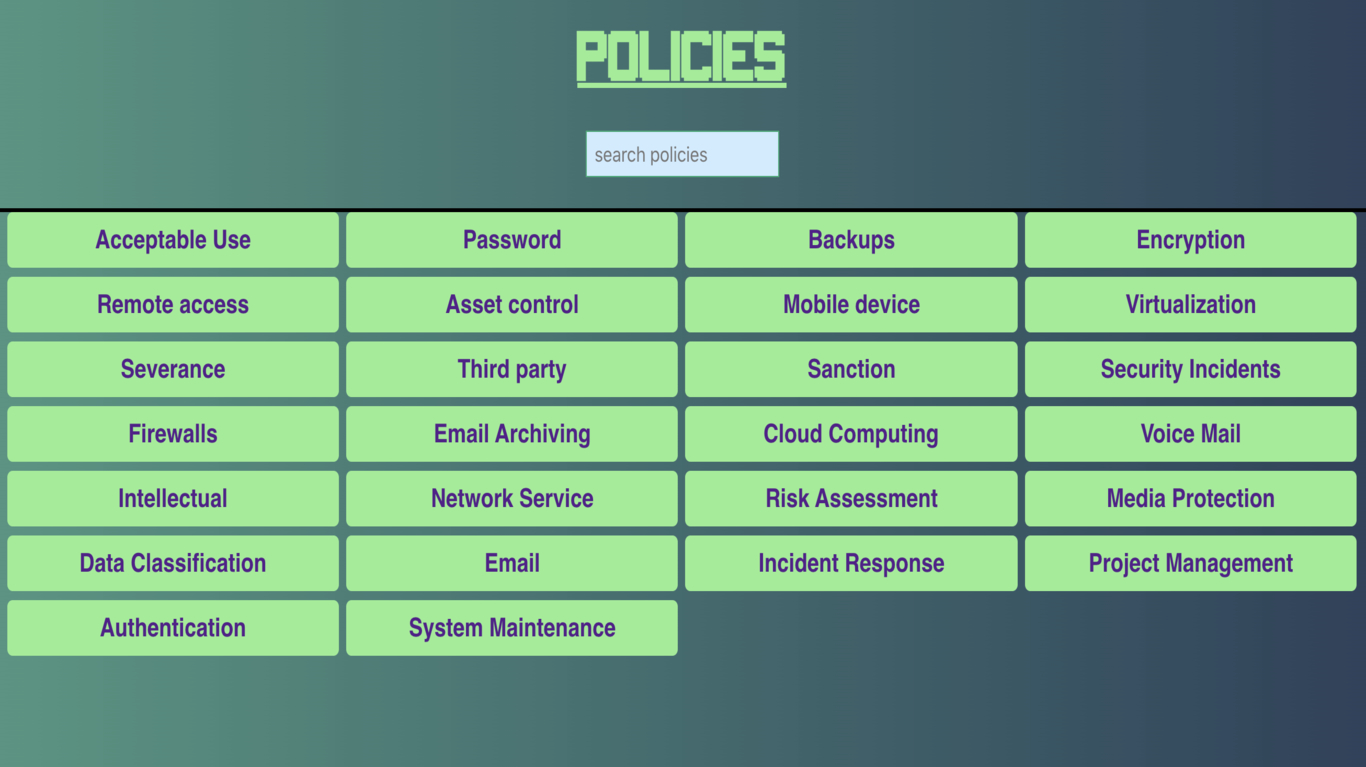 POLICIES
search policies
Acceptable Use Password Backups Encryption
Remote access Asset control Mobile device Virtualization
Severance Third party Sanction Security Incidents
Firewalls Email Archiving Cloud Computing Voice Mail
Intellectual Network Service Risk Assessment Media Protection
Data Classification Email Incident Response Project Management
Authentication System Maintenance